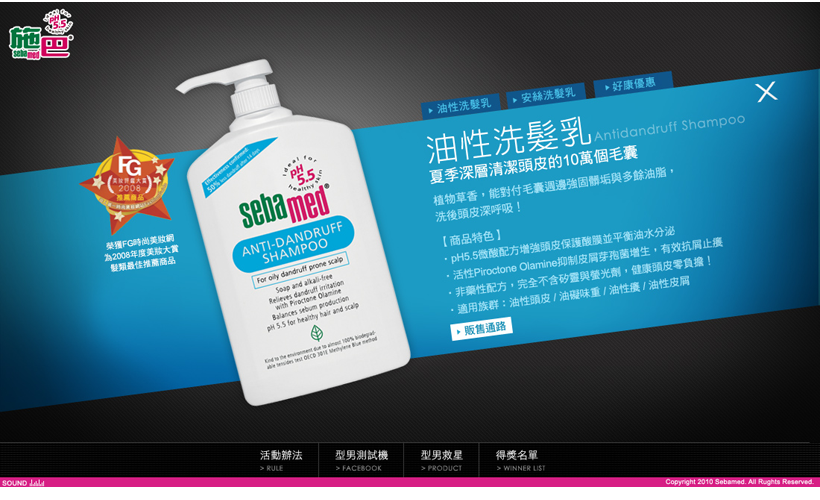 pH 5.5
施巴
sebamed
油性洗髮乳
安絲洗髮乳
好康優惠
油性洗髮乳 Antidandruff Shampoo
夏季深層清潔頭皮的10萬個毛囊
植物草香，能對付毛囊週邊強固髒垢與多餘油脂，
洗後頭皮深呼吸！
【商品特色】
・pH5.5微酸配方增強頭皮保護酸膜並平衡油水分泌
・活性Piroctone Olamine抑制皮屑芽孢菌增生，有效抗屑止癢
・非藥性配方，完全不含矽靈與螢光劑，健康頭皮零負擔！
・適用族群：油性頭皮 / 油礙味重 / 油性癢 / 油性皮屑
販售通路
FG
2008
推薦商品
榮獲FG時尚美妝網
為2008年度美妝大賞
髮類最佳推薦商品
Effectiveness confirmed:
50% less dandruff after 14 days
ideal for
pH
5.5
healthy skin
sebamed®
ANTI-DANDRUFF
SHAMPOO
For oily dandruff prone scalp
Soap and alkali-free
Relieves dandruff irritation
with Piroctone Olamine
Balances sebum production
pH 5.5 for healthy hair and scalp
Kind to the environment due to almost 100% biodegrad-
able tensides test OECD 301E Methylene Blue method
活動辦法
> RULE
型男測試機
> FACEBOOK
型男救星
> PRODUCT
得獎名單
> WINNER LIST
SOUND
Copyright 2010 Sebamed. All Rughts Reserved.